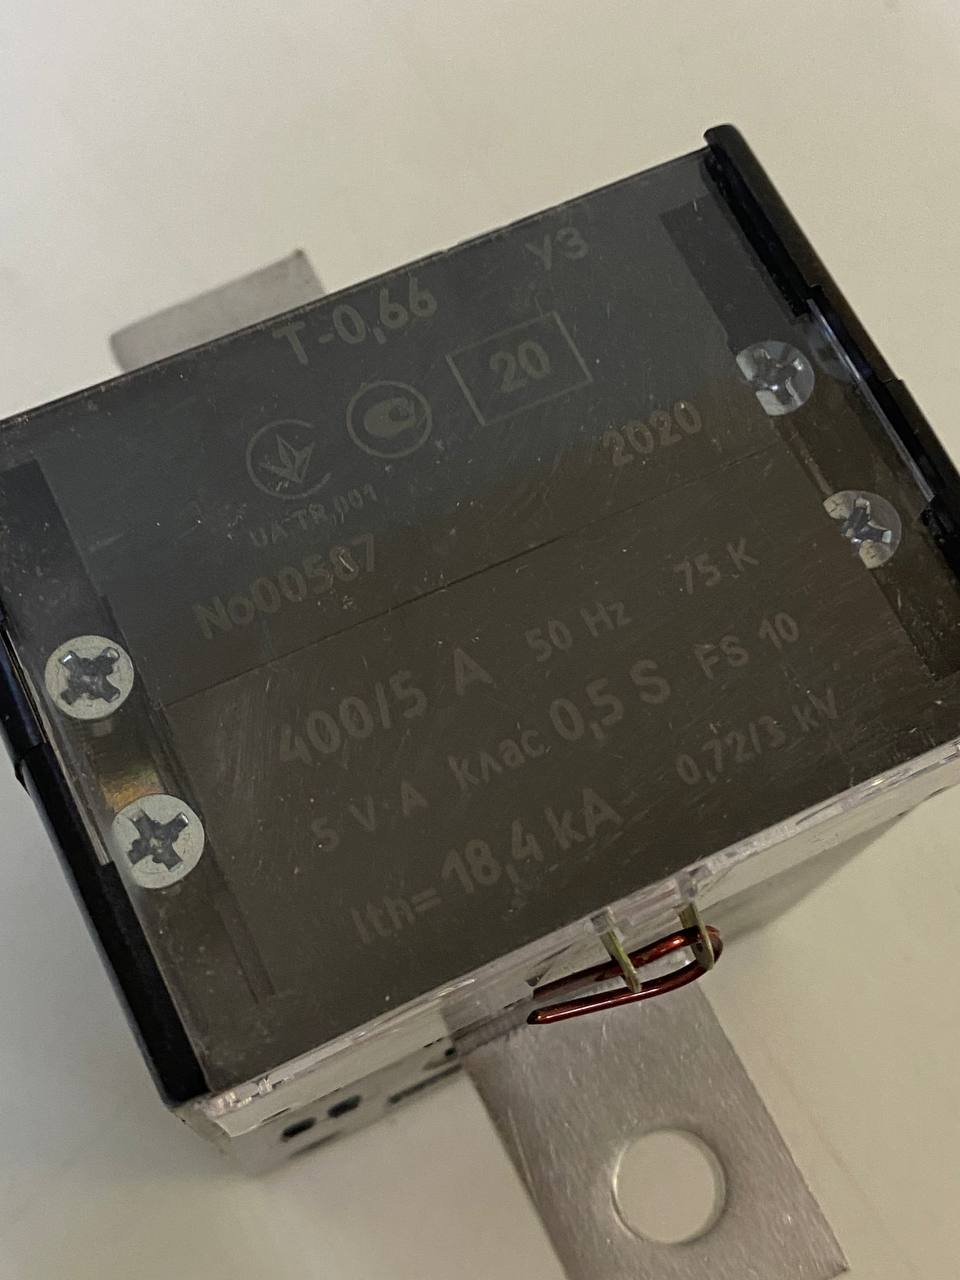 Т-0,66 У3
20
2020
UA.TR.001
No00587
400/5 A 50 Hz 75 K
5 V·A клас 0,5 S FS 10
Ith= 18,4 kA 0,72/3 kV